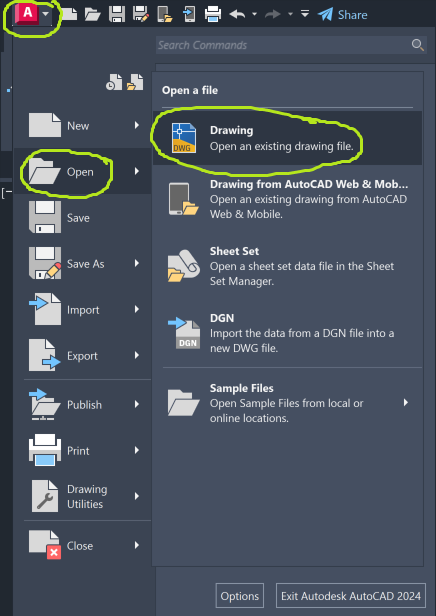 A
Share
Search Commands
Open a file
New
Open
Save
Save As
Import
Export
Publish
Print
Drawing
Utilities
Close
DWG
Drawing
Open an existing drawing file.
Drawing from AutoCAD Web & Mob...
Open an existing drawing from AutoCAD
Web & Mobile.
Sheet Set
Open a sheet set data file in the Sheet
Set Manager.
DGN
DGN
Import the data from a DGN file into a
new DWG file.
Sample Files
Open Sample Files from local or
online locations.
Options
Exit Autodesk AutoCAD 2024